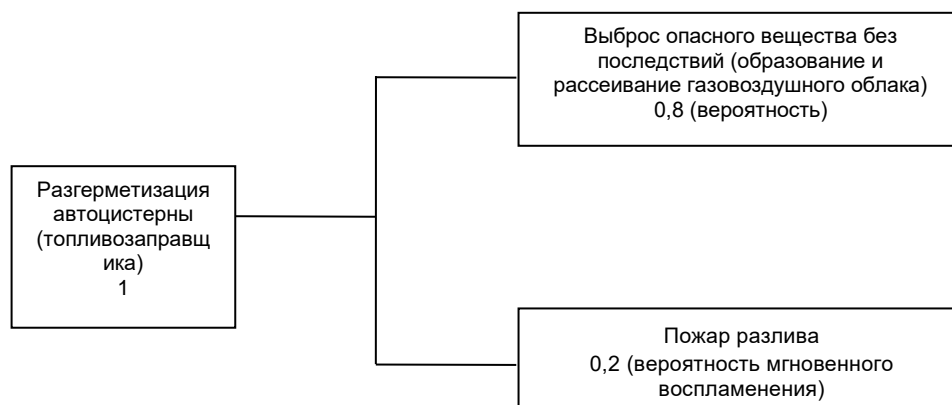 Выброс опасного вещества без
последствий (образование и
рассеивание газовоздушного облака)
0,8 (вероятность)
Разгерметизация
автоцистерны
(топливозаправщ
ика)
1
Пожар разлива
0,2 (вероятность мгновенного
воспламенения)